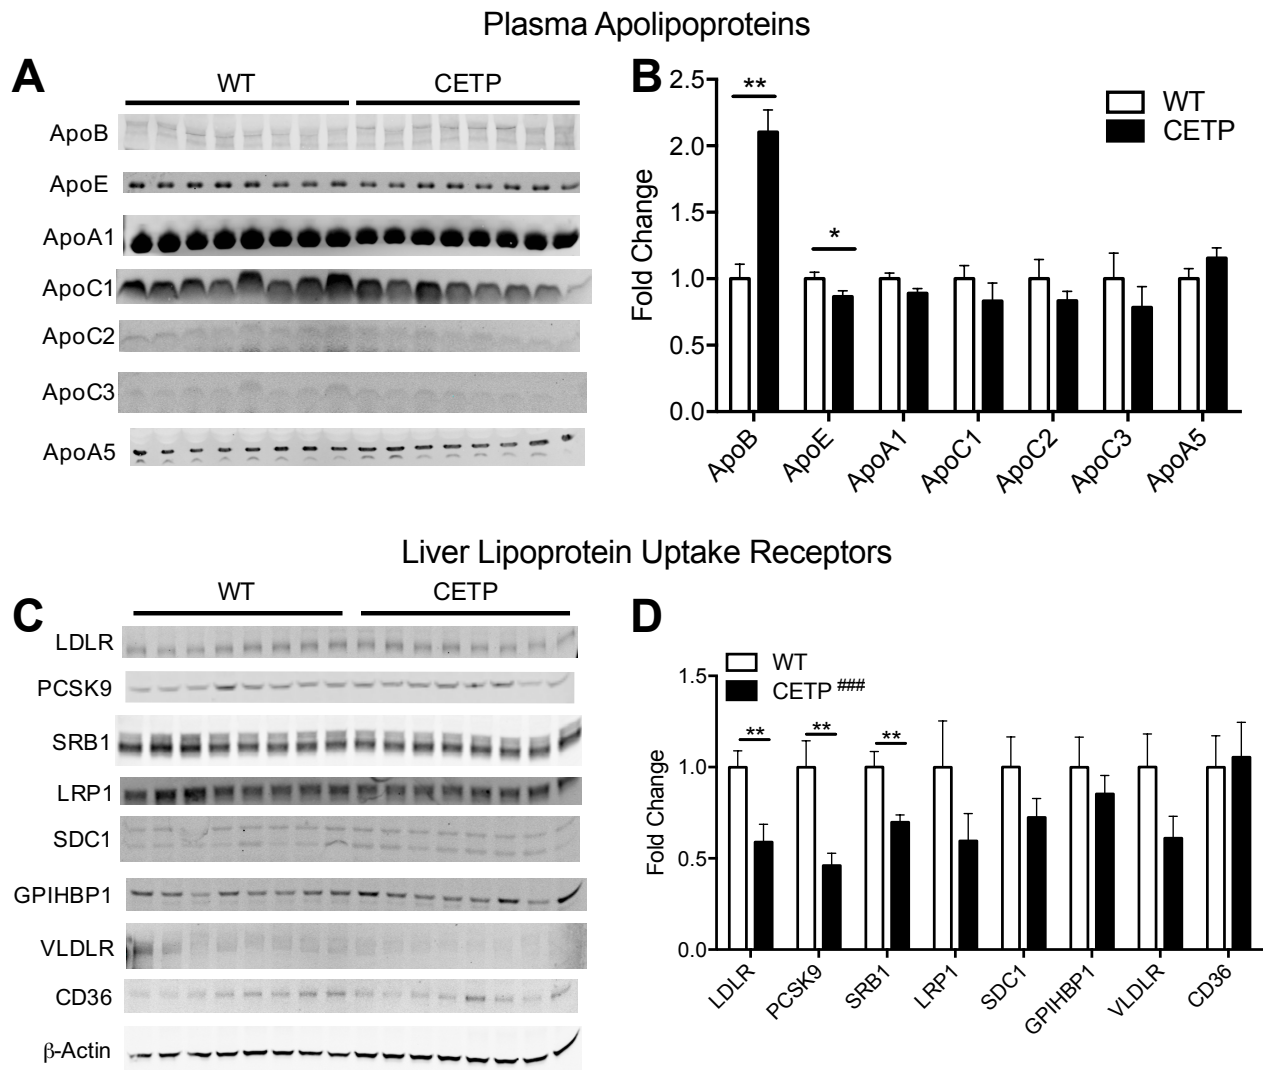 Plasma Apolipoproteins
A
WT CETP
ApoB
ApoE
ApoA1
ApoC1
ApoC2
ApoC3
ApoA5
B
WT
CETP
Fold Change
2.5
2.0
1.5
1.0
0.5
0.0
**
*
ApoB ApoE ApoA1 ApoC1 ApoC2 ApoC3 ApoA5
Liver Lipoprotein Uptake Receptors
C
WT CETP
LDLR
PCSK9
SRB1
LRP1
SDC1
GPIHBP1
VLDLR
CD36
β-Actin
D
WT
CETP ###
Fold Change
1.5
1.0
0.5
0.0
** ** **
LDLR PCSK9 SRB1 LRP1 SDC1 GPIHBP1 VLDLR CD36